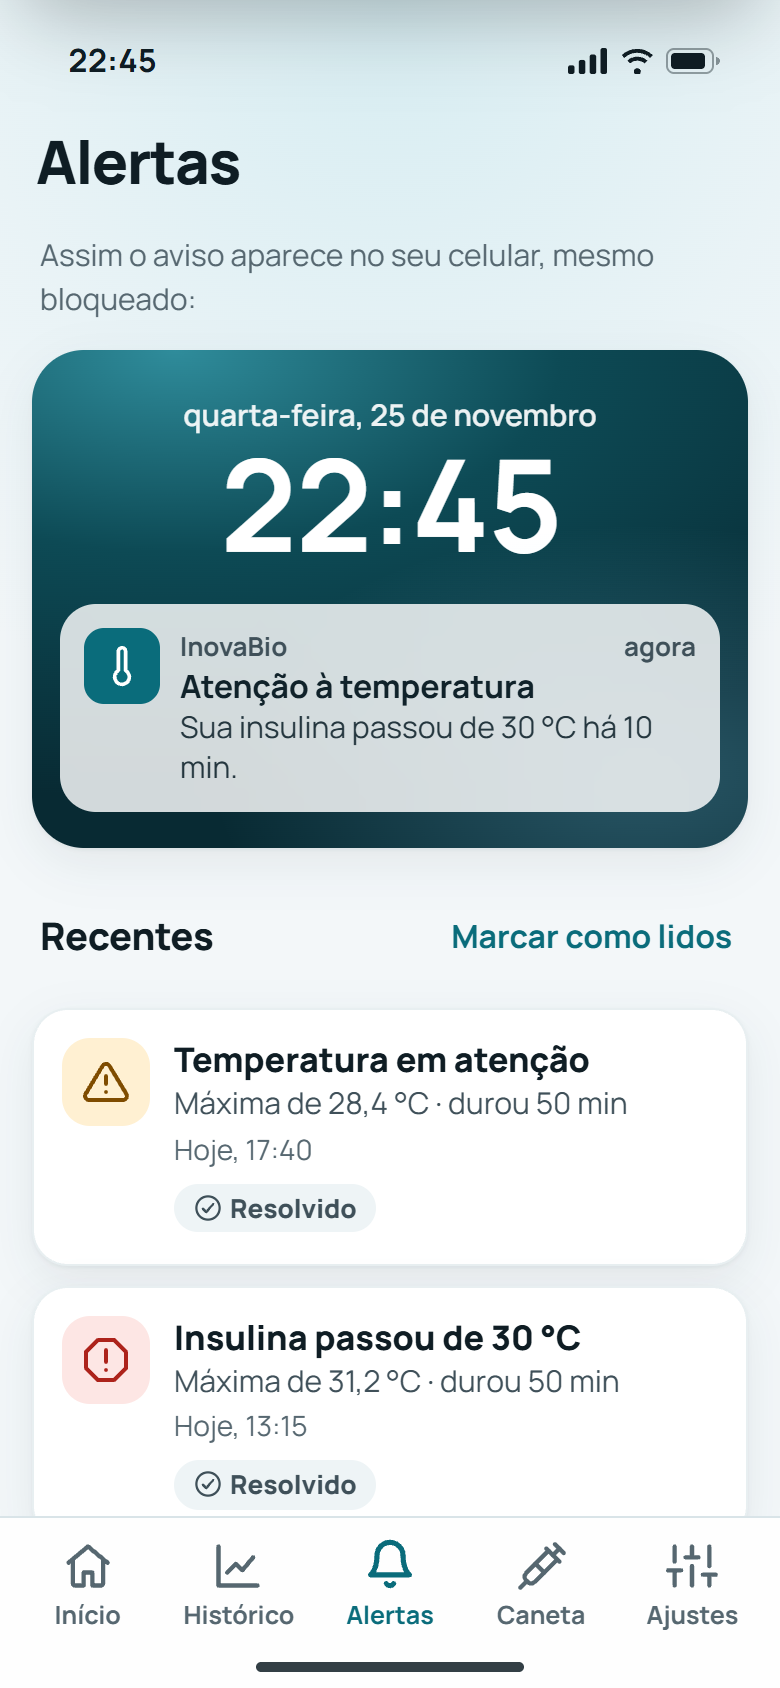 22:45
Alertas
Assim o aviso aparece no seu celular, mesmo
bloqueado:
quarta-feira, 25 de novembro
22:45
InovaBio agora
Atenção à temperatura
Sua insulina passou de 30 °C há 10
min.
Recentes Marcar como lidos
Temperatura em atenção
Máxima de 28,4 °C · durou 50 min
Hoje, 17:40
Resolvido
Insulina passou de 30 °C
Máxima de 31,2 °C · durou 50 min
Hoje, 13:15
Resolvido
Início Histórico Alertas Caneta Ajustes